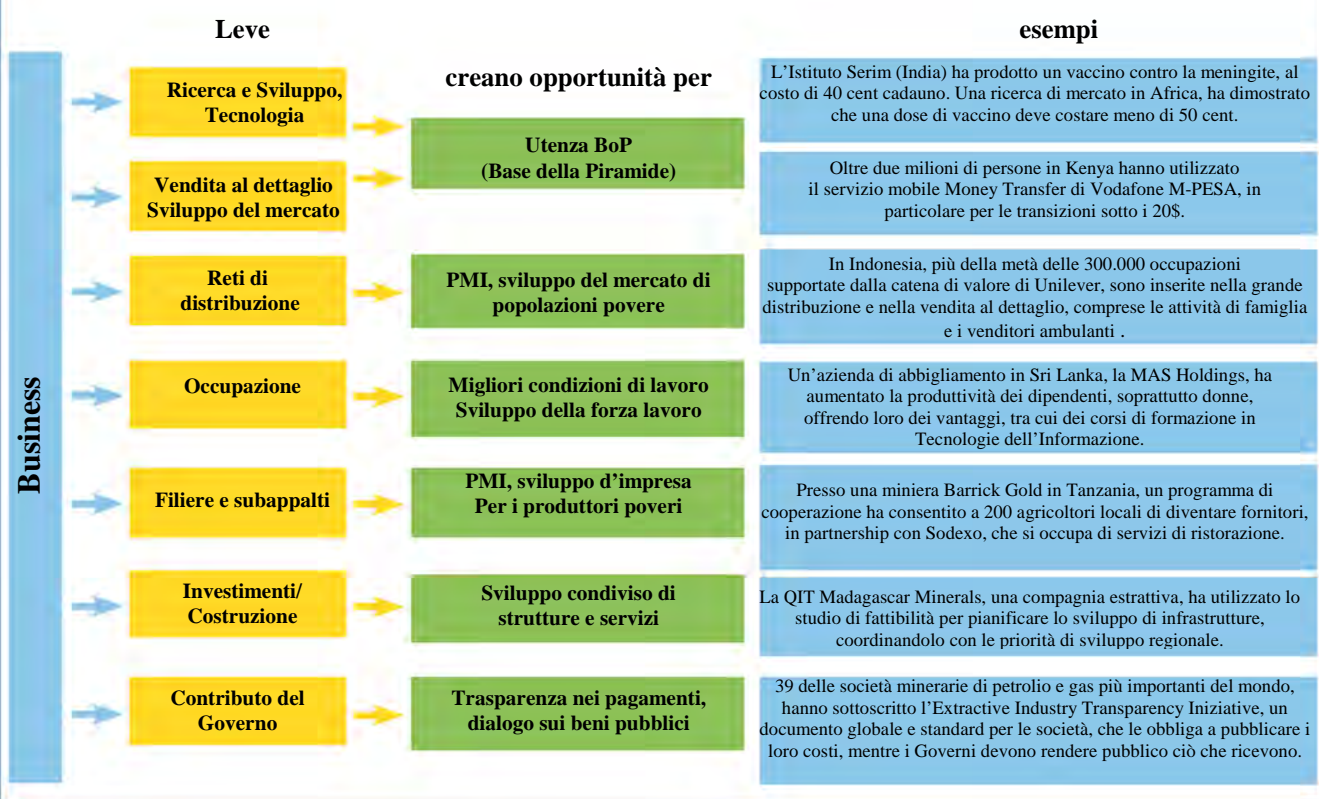 Leve
creano opportunità per
esempi
Business
Ricerca e Sviluppo,
Tecnologia
Vendita al dettaglio
Sviluppo del mercato
Utenza BoP
(Base della Piramide)
L’Istituto Serim (India) ha prodotto un vaccino contro la meningite, al
costo di 40 cent cadauno. Una ricerca di mercato in Africa, ha dimostrato
che una dose di vaccino deve costare meno di 50 cent.
Oltre due milioni di persone in Kenya hanno utilizzato
il servizio mobile Money Transfer di Vodafone M-PESA, in
particolare per le transizioni sotto i 20$.
Reti di
distribuzione
PMI, sviluppo del mercato di
popolazioni povere
In Indonesia, più della metà delle 300.000 occupazioni
supportate dalla catena di valore di Unilever, sono inserite nella grande
distribuzione e nella vendita al dettaglio, comprese le attività di famiglia
e i venditori ambulanti .
Occupazione
Migliori condizioni di lavoro
Sviluppo della forza lavoro
Un’azienda di abbigliamento in Sri Lanka, la MAS Holdings, ha
aumentato la produttività dei dipendenti, soprattutto donne,
offrendo loro dei vantaggi, tra cui dei corsi di formazione in
Tecnologie dell’Informazione.
Filiere e subappalti
PMI, sviluppo d’impresa
Per i produttori poveri
Presso una miniera Barrick Gold in Tanzania, un programma di
cooperazione ha consentito a 200 agricoltori locali di diventare fornitori,
in partnership con Sodexo, che si occupa di servizi di ristorazione.
Investimenti/
Costruzione
Sviluppo condiviso di
strutture e servizi
La QIT Madagascar Minerals, una compagnia estrattiva, ha utilizzato lo
studio di fattibilità per pianificare lo sviluppo di infrastrutture,
coordinandolo con le priorità di sviluppo regionale.
Contributo del
Governo
Trasparenza nei pagamenti,
dialogo sui beni pubblici
39 delle società minerarie di petrolio e gas più importanti del mondo,
hanno sottoscritto l’Extractive Industry Transparency Iniziative, un
documento globale e standard per le società, che le obbliga a pubblicare i
loro costi, mentre i Governi devono rendere pubblico ciò che ricevono.